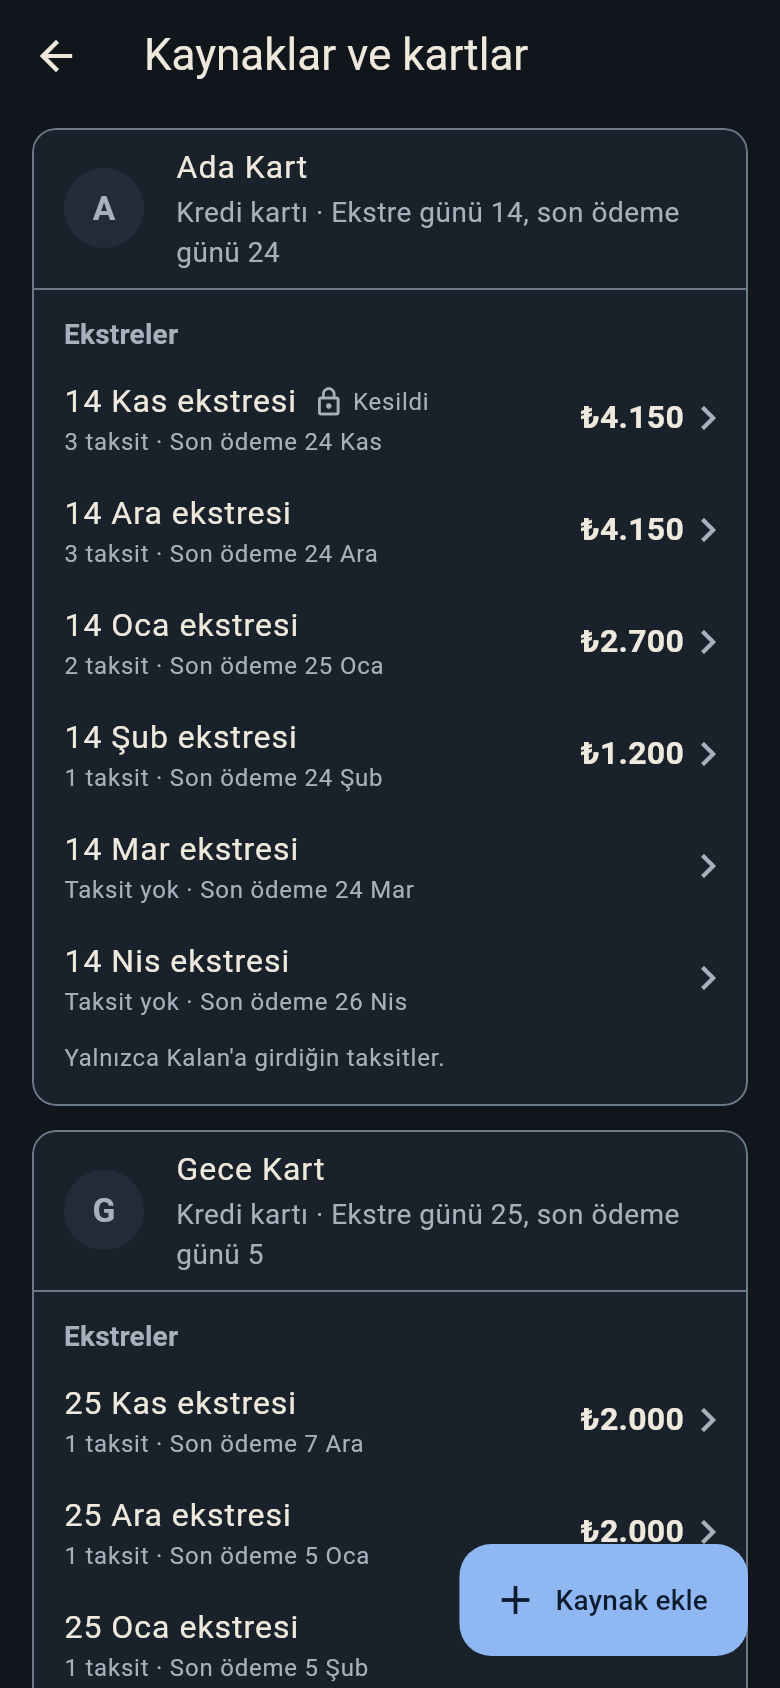 Kaynaklar ve kartlar
A
Ada Kart
Kredi kartı · Ekstre günü 14, son ödeme
günü 24
Ekstreler
14 Kas ekstresi Kesildi
₺4.150
3 taksit · Son ödeme 24 Kas
14 Ara ekstresi
₺4.150
3 taksit · Son ödeme 24 Ara
14 Oca ekstresi
₺2.700
2 taksit · Son ödeme 25 Oca
14 Şub ekstresi
₺1.200
1 taksit · Son ödeme 24 Şub
14 Mar ekstresi
Taksit yok · Son ödeme 24 Mar
14 Nis ekstresi
Taksit yok · Son ödeme 26 Nis
Yalnızca Kalan'a girdiğin taksitler.
G
Gece Kart
Kredi kartı · Ekstre günü 25, son ödeme
günü 5
Ekstreler
25 Kas ekstresi
₺2.000
1 taksit · Son ödeme 7 Ara
25 Ara ekstresi
₺2.000
1 taksit · Son ödeme 5 Oca
Kaynak ekle
25 Oca ekstresi
1 taksit · Son ödeme 5 Şub